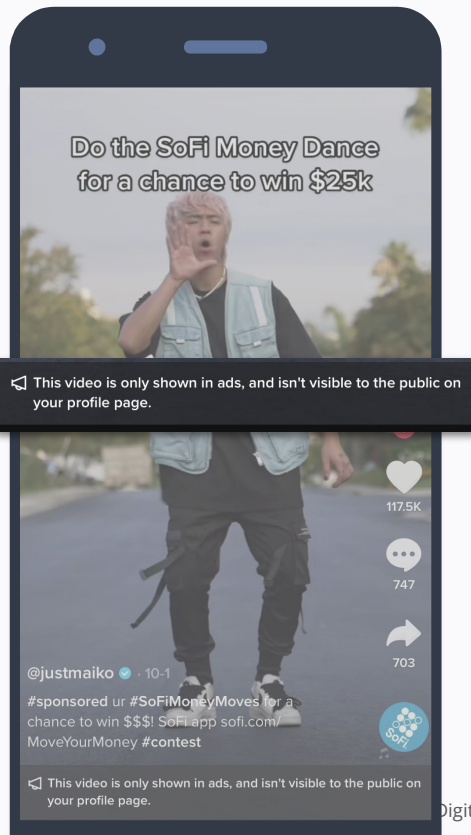 Do the SoFi Money Dance
for a chance to win $25k
This video is only shown in ads, and isn't visible to the public on
your profile page.
117.5K
747
703
@justmaiko · 10-1
#sponsored ur #SoFiMoneyMoves for a
chance to win $$$! SoFi app sofi.com/
MoveYourMoney #contest
SoFi
This video is only shown in ads, and isn't visible to the public on
your profile page.